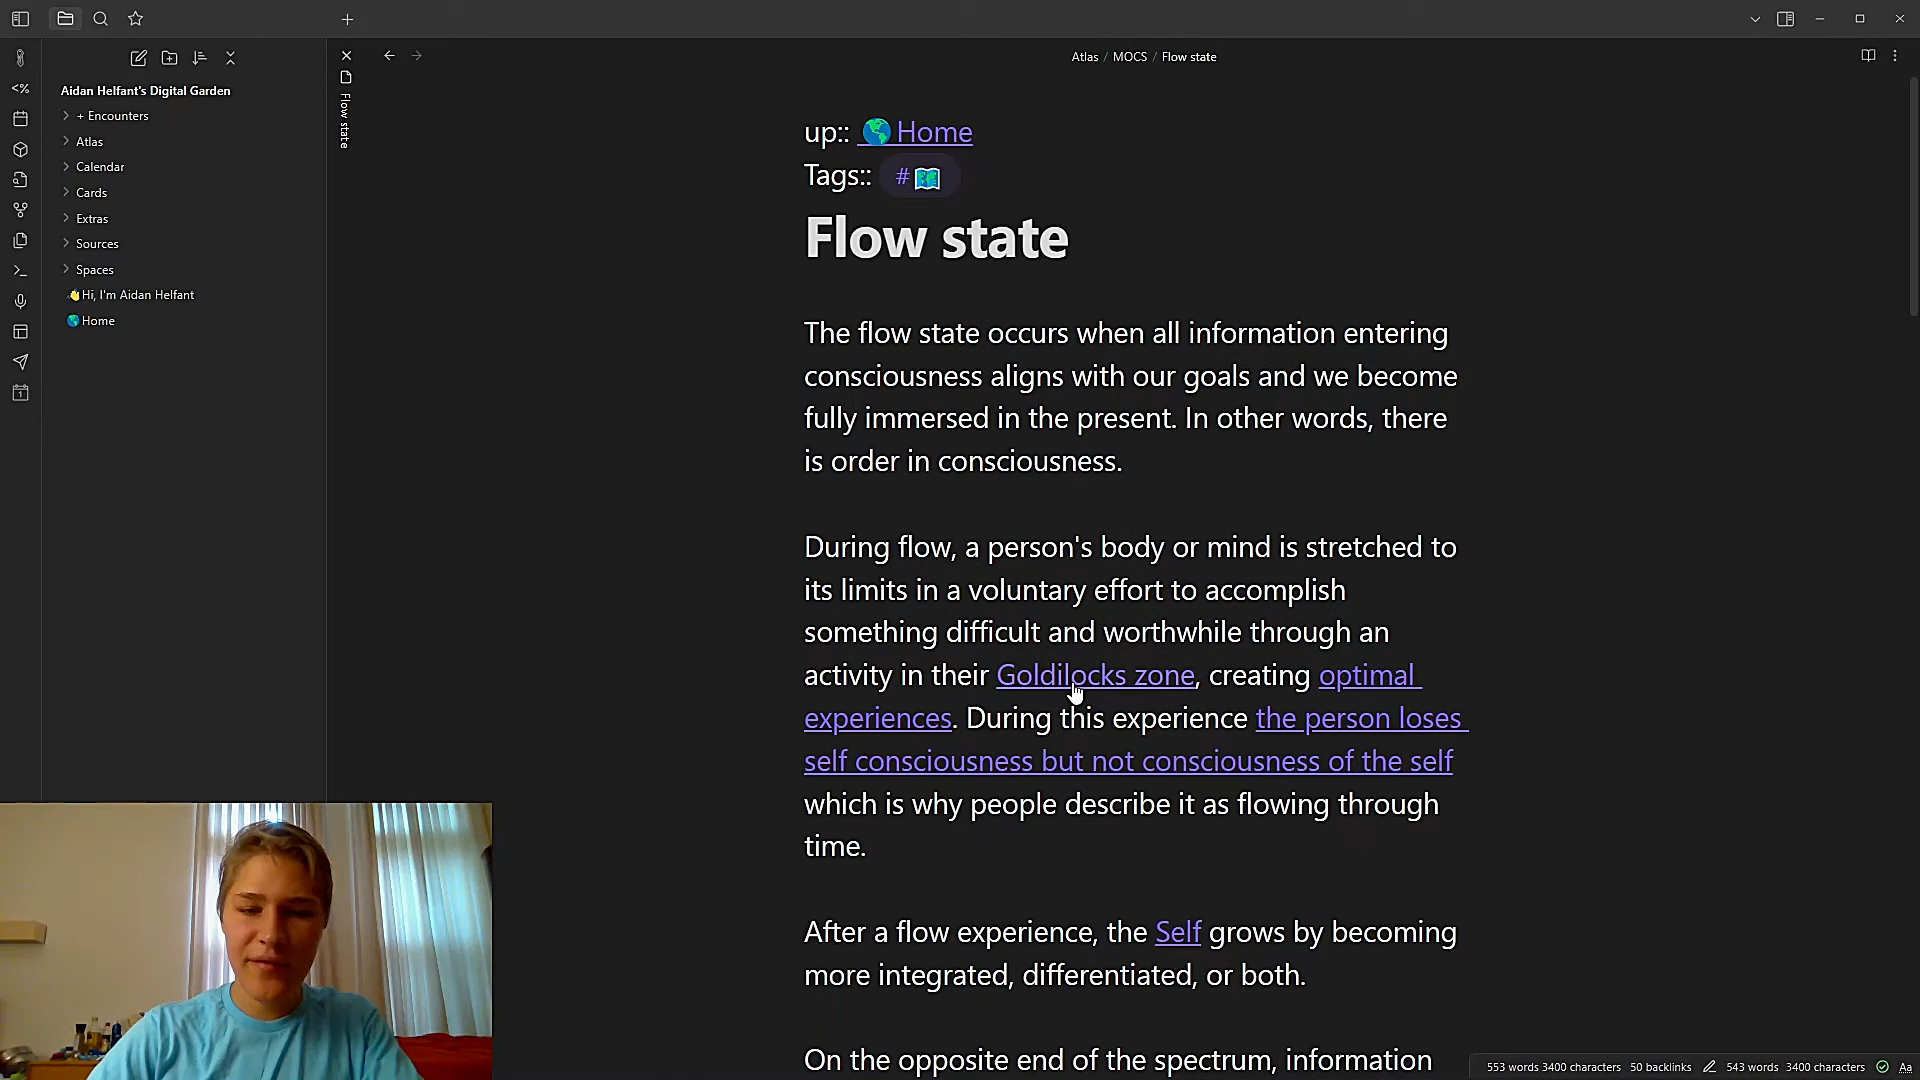 Aidan Helfant's Digital Garden
+ Encounters
Atlas
Calendar
Cards
Extras
Sources
Spaces
👋Hi, I'm Aidan Helfant
🌎Home
Flow state
Atlas / MOCS / Flow state
up:: 🌎 Home
Tags:: #🗺️
Flow state
The flow state occurs when all information entering
consciousness aligns with our goals and we become
fully immersed in the present. In other words, there
is order in consciousness.
During flow, a person's body or mind is stretched to
its limits in a voluntary effort to accomplish
something difficult and worthwhile through an
activity in their Goldilocks zone, creating optimal
experiences. During this experience the person loses
self consciousness but not consciousness of the self
which is why people describe it as flowing through
time.
After a flow experience, the Self grows by becoming
more integrated, differentiated, or both.
On the opposite end of the spectrum, information
553 words 3400 characters 50 backlinks 543 words 3400 characters Aa